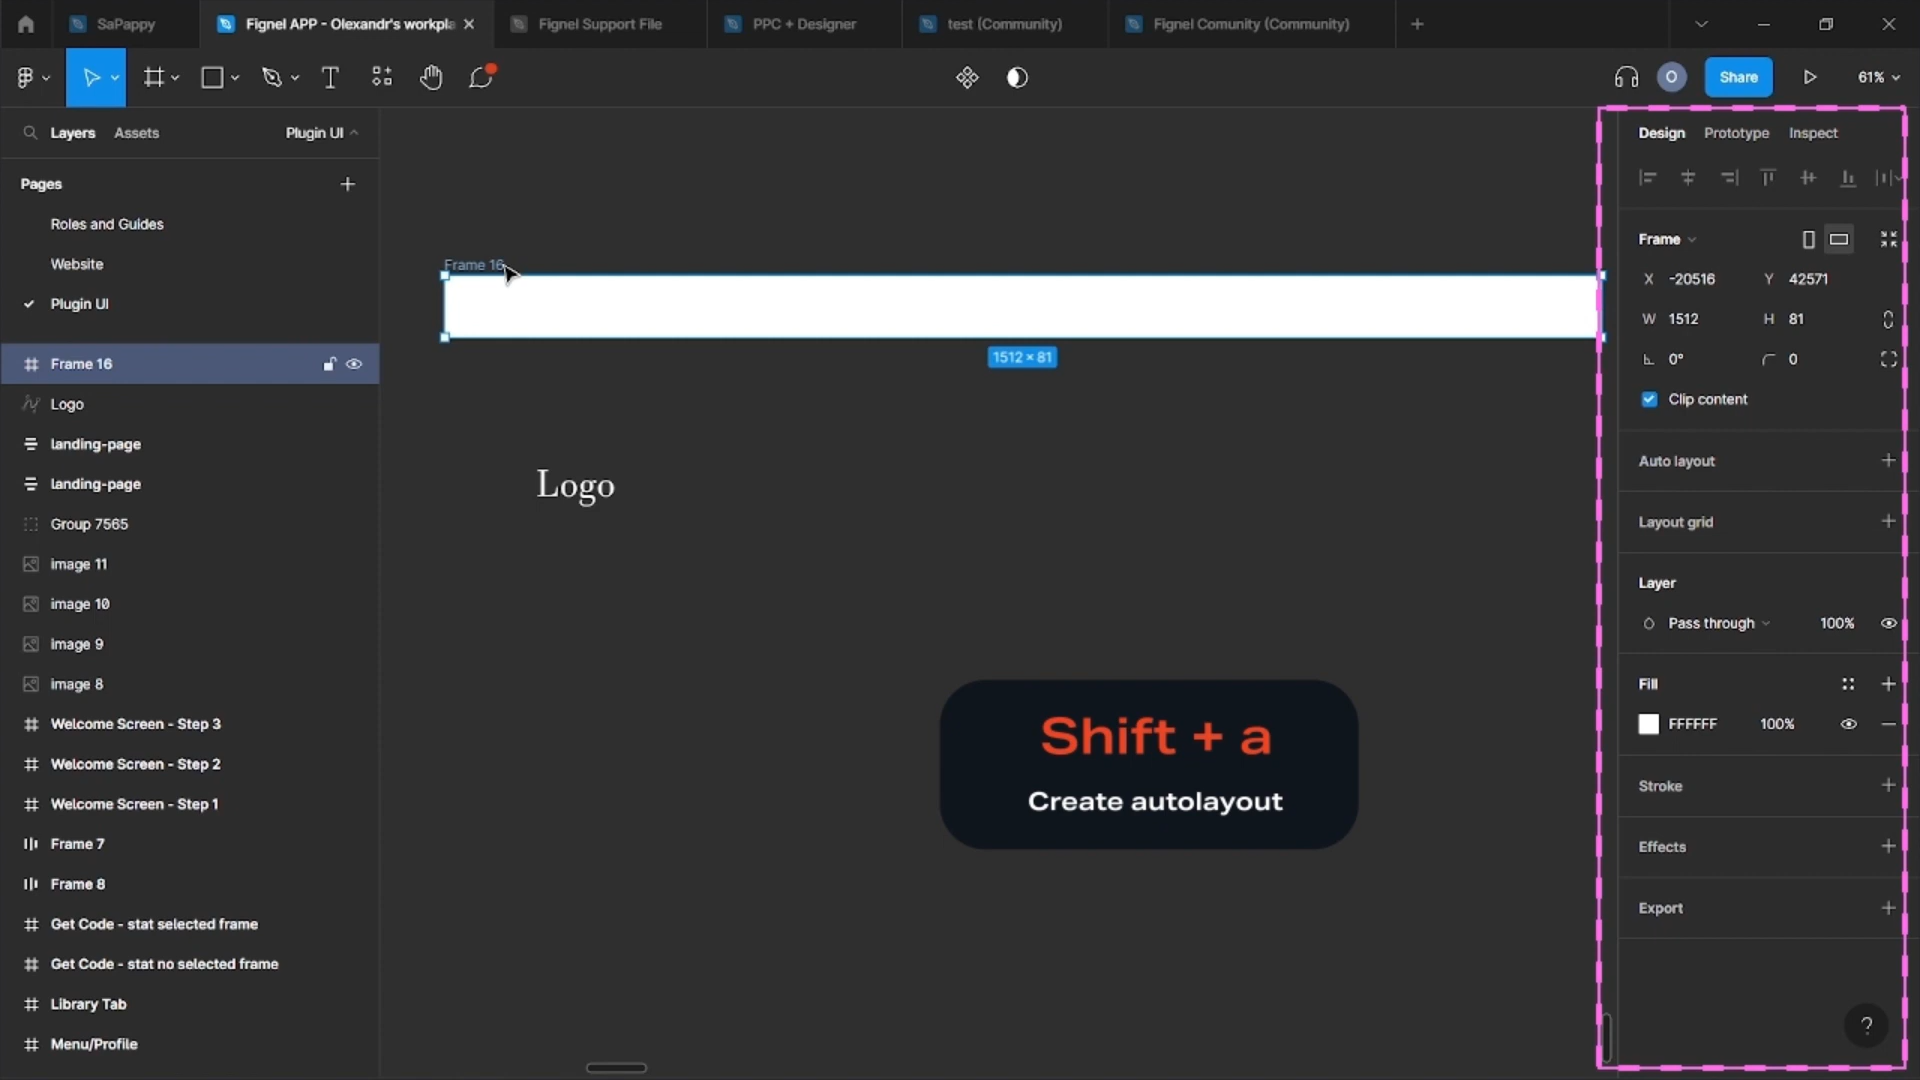 SaPappy
Fignel APP - Olexandr's workpla
Fignel Support File
PPC + Designer
test (Community)
Fignel Comunity (Community)
O
Share
61%
Layers
Assets
Plugin UI
Pages
Roles and Guides
Website
Plugin UI
Frame 16
Logo
landing-page
landing-page
Group 7565
image 11
image 10
image 9
image 8
Welcome Screen - Step 3
Welcome Screen - Step 2
Welcome Screen - Step 1
Frame 7
Frame 8
Get Code - stat selected frame
Get Code - stat no selected frame
Library Tab
Menu/Profile
Frame 16
1512 × 81
Logo
Shift + a
Create autolayout
Design
Prototype
Inspect
Frame
X -20516 Y 42571
W 1512 H 81
0° 0
Clip content
Auto layout
Layout grid
Layer
Pass through 100%
Fill
FFFFFF 100%
Stroke
Effects
Export
?